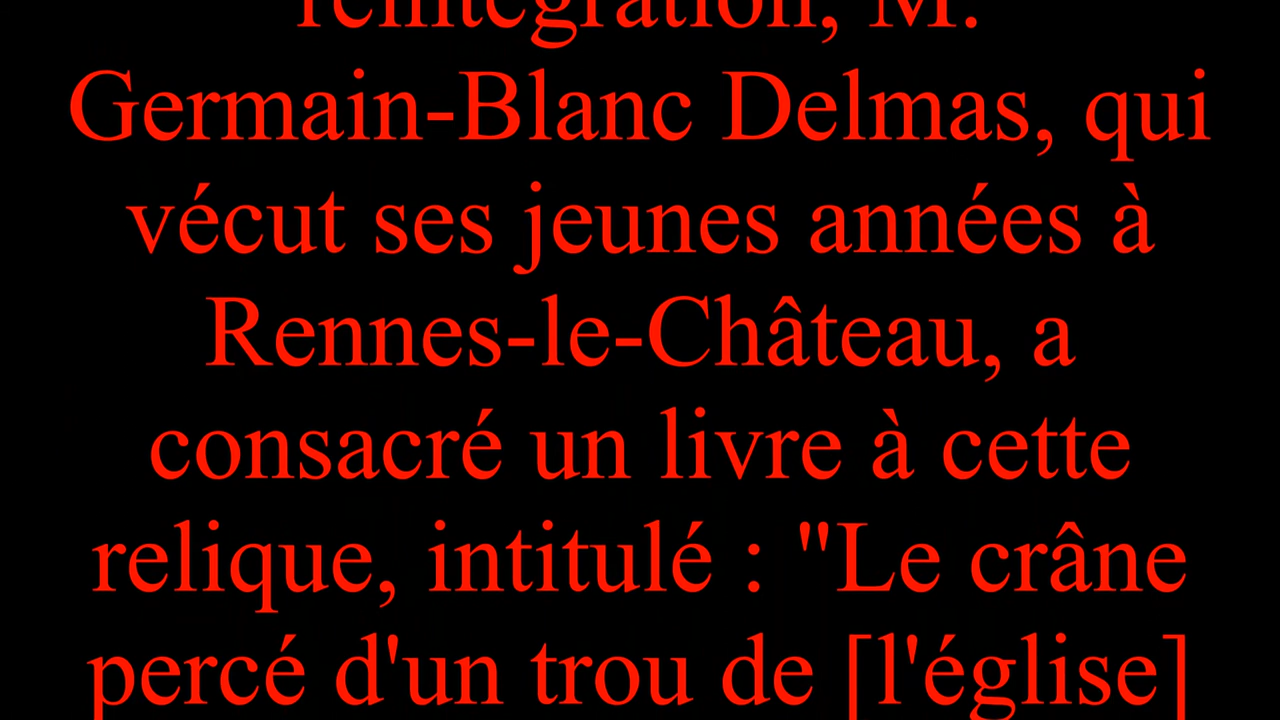 réintégration, M.
Germain-Blanc Delmas, qui
vécut ses jeunes années à
Rennes-le-Château, a
consacré un livre à cette
relique, intitulé : "Le crâne
percé d'un trou de [l'église]